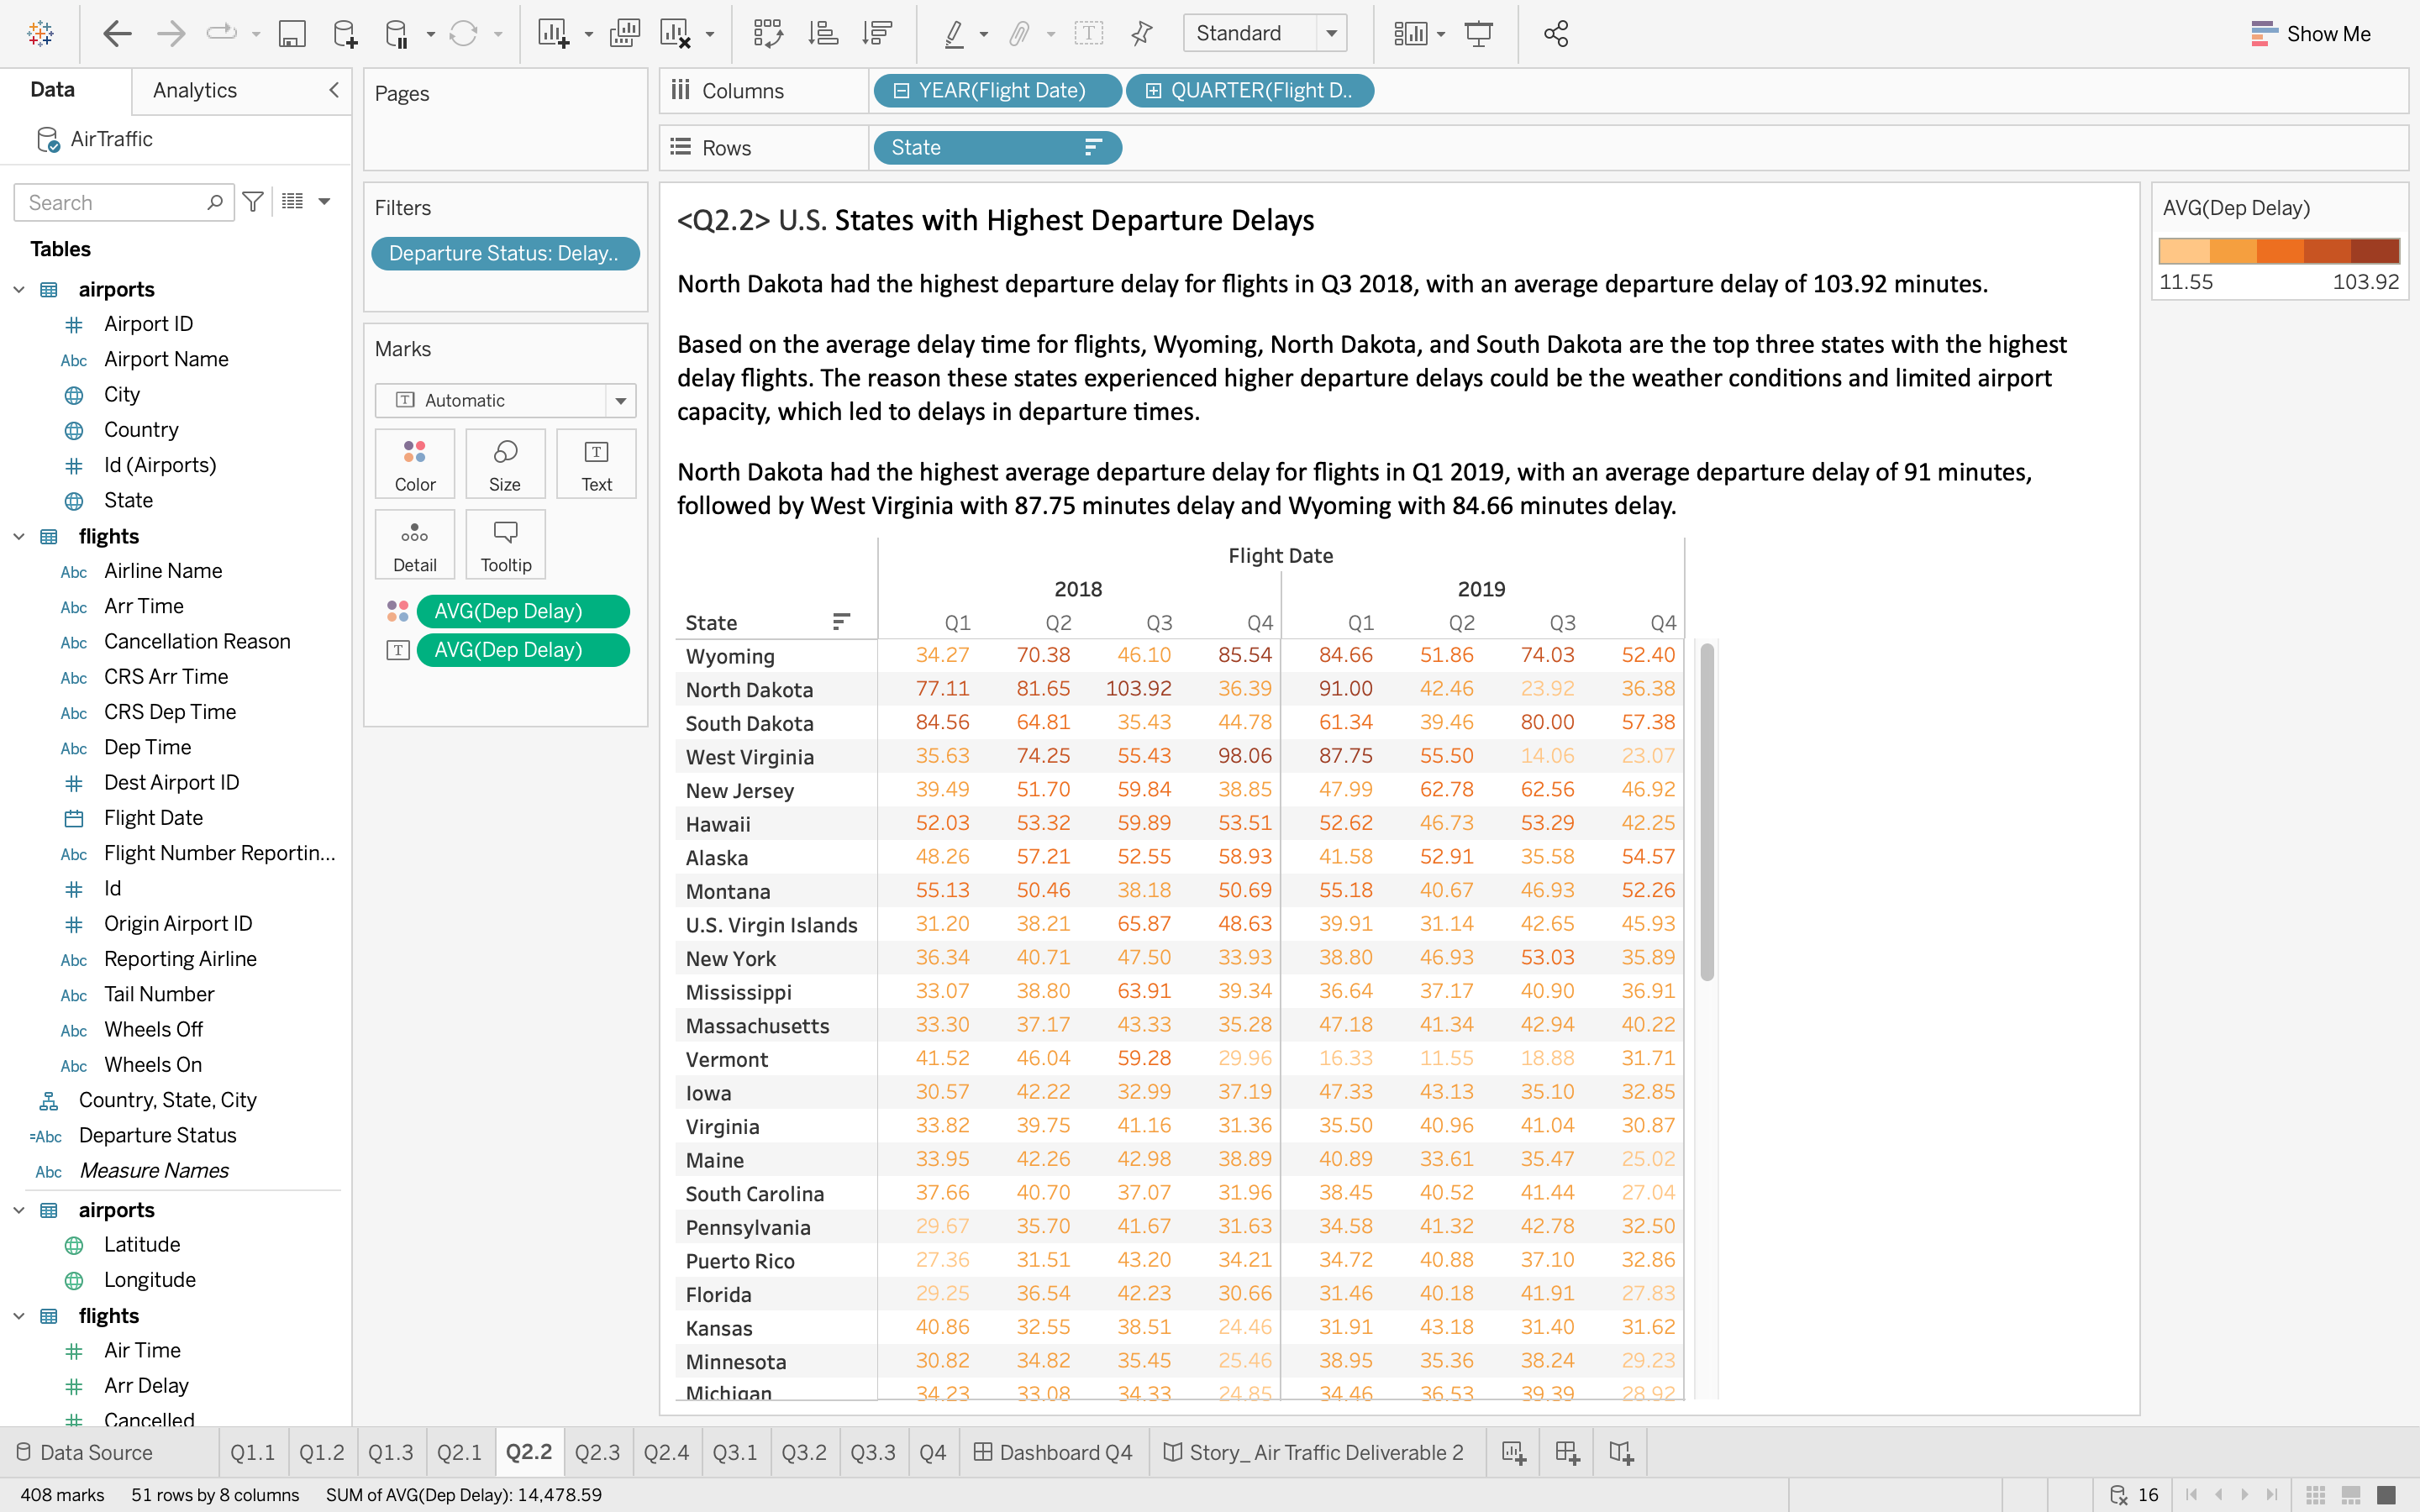 Standard
Show Me
Data
Analytics
AirTraffic
Search
Tables
airports
Airport ID
Abc Airport Name
City
Country
Id (Airports)
State
flights
Abc Airline Name
Abc Arr Time
Abc Cancellation Reason
Abc CRS Arr Time
Abc CRS Dep Time
Abc Dep Time
Dest Airport ID
Flight Date
Abc Flight Number Reportin...
Id
Origin Airport ID
Abc Reporting Airline
Abc Tail Number
Abc Wheels Off
Abc Wheels On
Country, State, City
=Abc Departure Status
Abc Measure Names
airports
Latitude
Longitude
flights
Air Time
Arr Delay
Cancelled
Pages
Filters
Departure Status: Delay..
Marks
Automatic
Color Size Text
Detail Tooltip
AVG(Dep Delay)
AVG(Dep Delay)
Columns YEAR(Flight Date) QUARTER(Flight D..
Rows State
<Q2.2> U.S. States with Highest Departure Delays
North Dakota had the highest departure delay for flights in Q3 2018, with an average departure delay of 103.92 minutes.
Based on the average delay time for flights, Wyoming, North Dakota, and South Dakota are the top three states with the highest
delay flights. The reason these states experienced higher departure delays could be the weather conditions and limited airport
capacity, which led to delays in departure times.
North Dakota had the highest average departure delay for flights in Q1 2019, with an average departure delay of 91 minutes,
followed by West Virginia with 87.75 minutes delay and Wyoming with 84.66 minutes delay.
Flight Date
2018 2019
State Q1 Q2 Q3 Q4 Q1 Q2 Q3 Q4
Wyoming 34.27 70.38 46.10 85.54 84.66 51.86 74.03 52.40
North Dakota 77.11 81.65 103.92 36.39 91.00 42.46 23.92 36.38
South Dakota 84.56 64.81 35.43 44.78 61.34 39.46 80.00 57.38
West Virginia 35.63 74.25 55.43 98.06 87.75 55.50 14.06 23.07
New Jersey 39.49 51.70 59.84 38.85 47.99 62.78 62.56 46.92
Hawaii 52.03 53.32 59.89 53.51 52.62 46.73 53.29 42.25
Alaska 48.26 57.21 52.55 58.93 41.58 52.91 35.58 54.57
Montana 55.13 50.46 38.18 50.69 55.18 40.67 46.93 52.26
U.S. Virgin Islands 31.20 38.21 65.87 48.63 39.91 31.14 42.65 45.93
New York 36.34 40.71 47.50 33.93 38.80 46.93 53.03 35.89
Mississippi 33.07 38.80 63.91 39.34 36.64 37.17 40.90 36.91
Massachusetts 33.30 37.17 43.33 35.28 47.18 41.34 42.94 40.22
Vermont 41.52 46.04 59.28 29.96 16.33 11.55 18.88 31.71
Iowa 30.57 42.22 32.99 37.19 47.33 43.13 35.10 32.85
Virginia 33.82 39.75 41.16 31.36 35.50 40.96 41.04 30.87
Maine 33.95 42.26 42.98 38.89 40.89 33.61 35.47 25.02
South Carolina 37.66 40.70 37.07 31.96 38.45 40.52 41.44 27.04
Pennsylvania 29.67 35.70 41.67 31.63 34.58 41.32 42.78 32.50
Puerto Rico 27.36 31.51 43.20 34.21 34.72 40.88 37.10 32.86
Florida 29.25 36.54 42.23 30.66 31.46 40.18 41.91 27.83
Kansas 40.86 32.55 38.51 24.46 31.91 43.18 31.40 31.62
Minnesota 30.82 34.82 35.45 25.46 38.95 35.36 38.24 29.23
Michigan 34.23 33.08 34.33 24.85 34.46 36.53 39.39 28.92
AVG(Dep Delay)
11.55 103.92
Data Source Q1.1 Q1.2 Q1.3 Q2.1 Q2.2 Q2.3 Q2.4 Q3.1 Q3.2 Q3.3 Q4 Dashboard Q4 Story_ Air Traffic Deliverable 2
408 marks 51 rows by 8 columns SUM of AVG(Dep Delay): 14,478.59 16